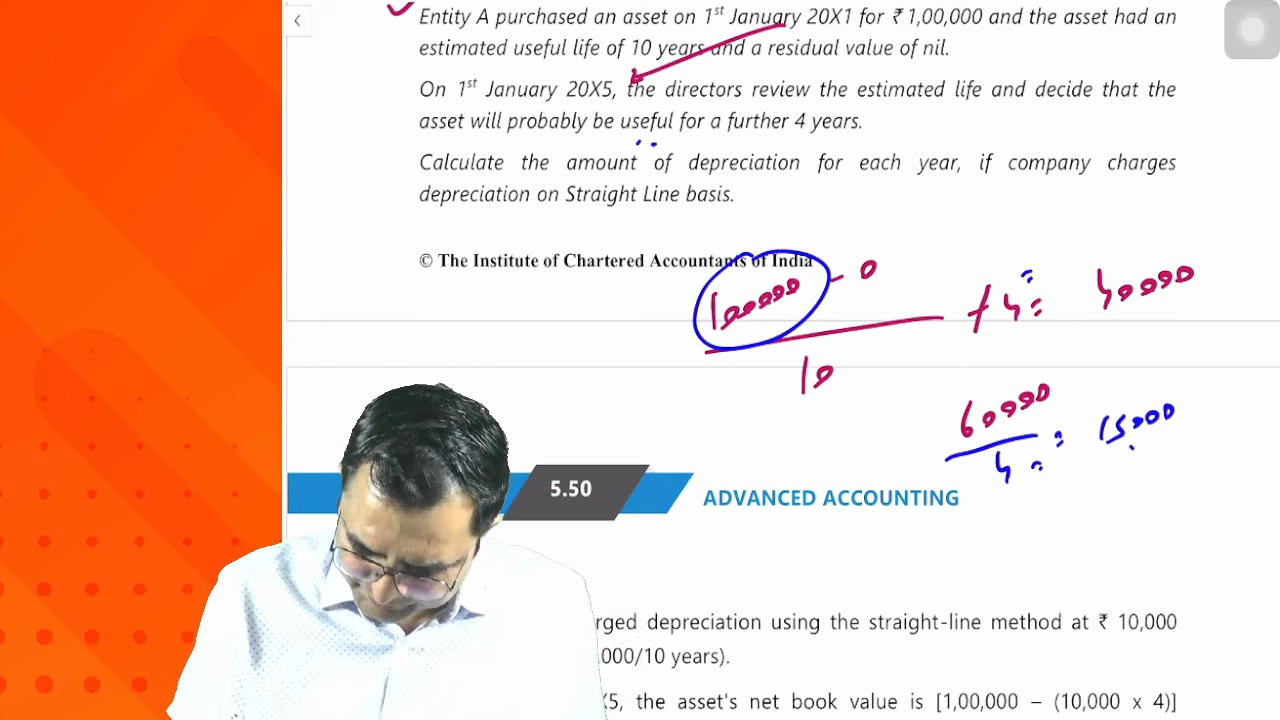 Entity A purchased an asset on 1st January 20X1 for ₹ 1,00,000 and the asset had an
estimated useful life of 10 years and a residual value of nil.
On 1st January 20X5, the directors review the estimated life and decide that the
asset will probably be useful for a further 4 years.
Calculate the amount of depreciation for each year, if company charges
depreciation on Straight Line basis.
© The Institute of Chartered Accountants of India
100000 - 0
10
× 4 = 40000
60000
4 = 15000
5.50
ADVANCED ACCOUNTING
rged depreciation using the straight-line method at ₹ 10,000
000/10 years).
X5, the asset's net book value is [1,00,000 – (10,000 x 4)]